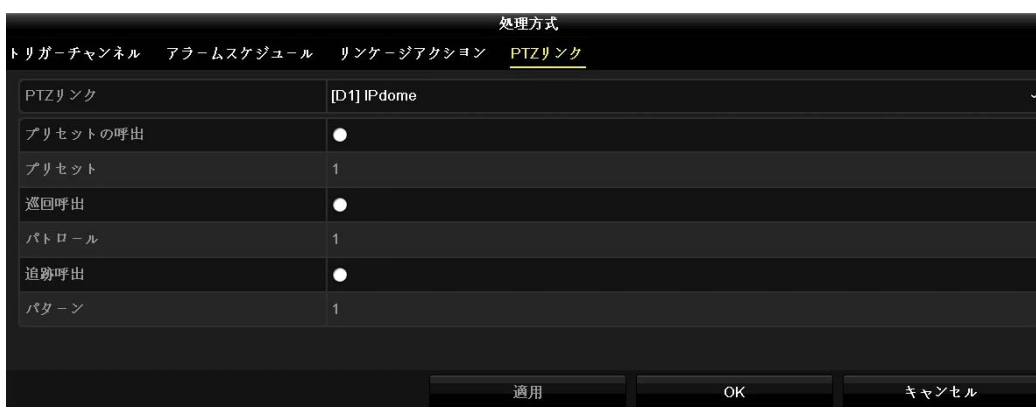 処理方式
トリガーチャンネル アラームスケジュール リンケージアクション PTZリンク
PTZリンク [D1] IPdome
プリセットの呼出
プリセット 1
巡回呼出
パトロール 1
追跡呼出
パターン 1
適用 OK キャンセル